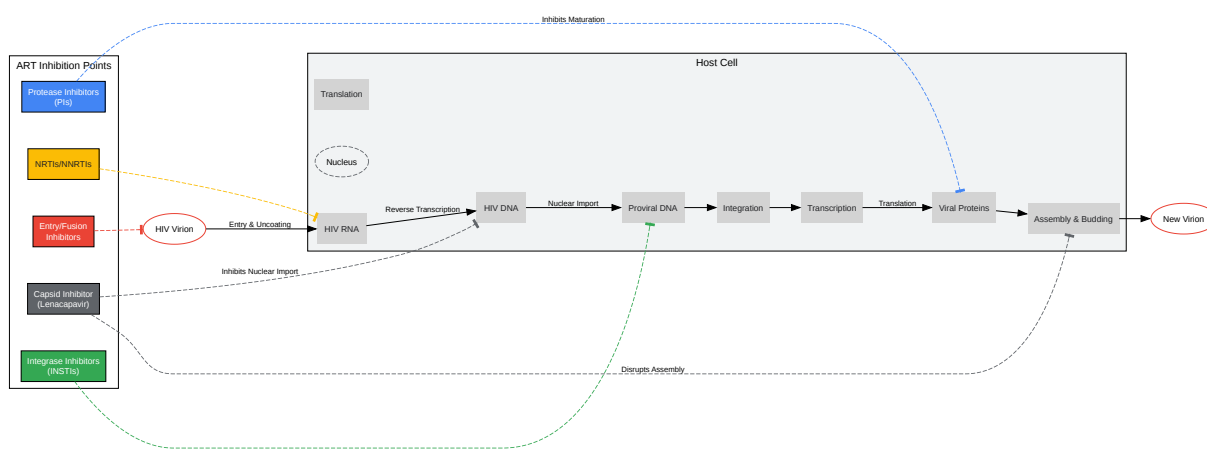 Inhibits Maturation
ART Inhibition Points
Host Cell
Protease Inhibitors
(PIs)
Translation
NRTIs/NNRTIs
Nucleus
Entry/Fusion
Inhibitors
HIV Virion
Entry & Uncoating
HIV RNA
Reverse Transcription
HIV DNA
Nuclear Import
Proviral DNA
Integration
Transcription
Translation
Viral Proteins
Assembly & Budding
New Virion
Inhibits Nuclear Import
Capsid Inhibitor
(Lenacapavir)
Disrupts Assembly
Integrase Inhibitors
(INSTIs)